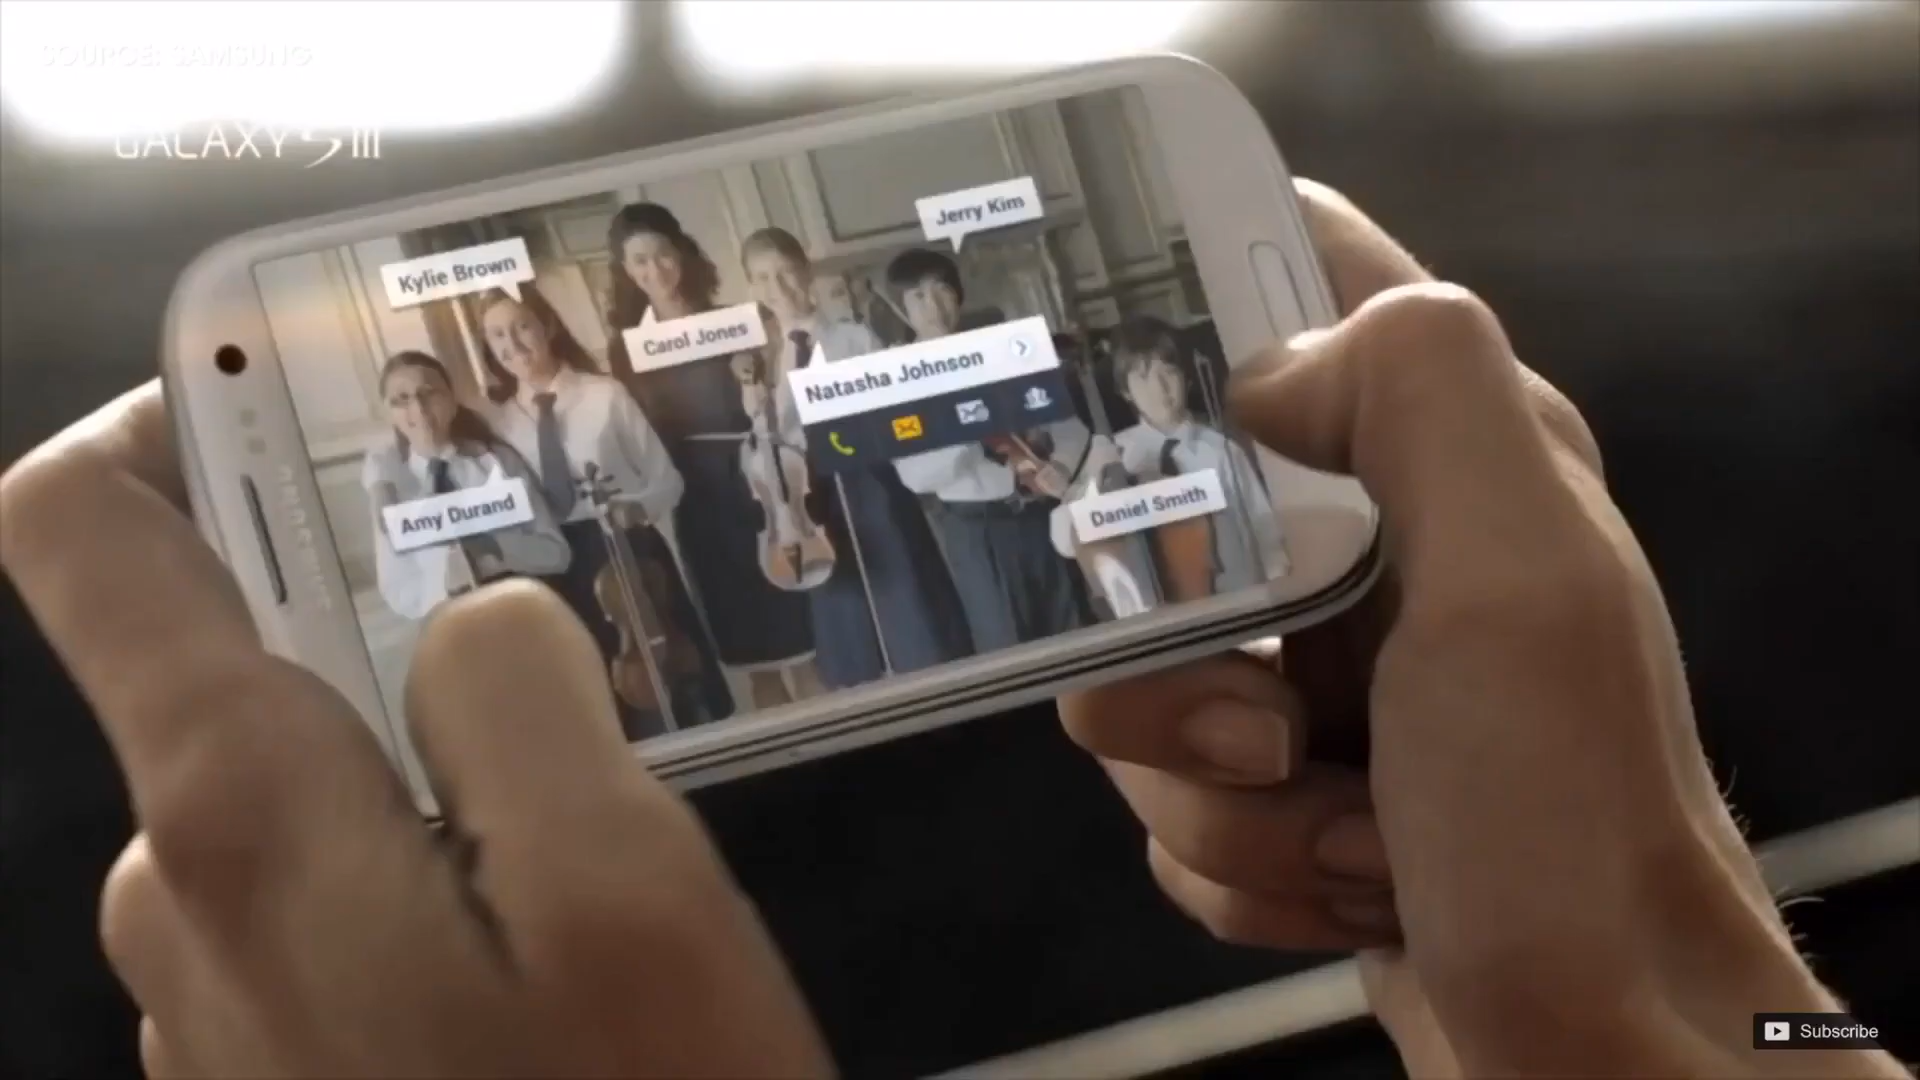 SOURCE: SAMSUNG
GALAXY S III
Jerry Kim
Kylie Brown
Carol Jones
Natasha Johnson
Amy Durand
Daniel Smith
SAMSUNG
Subscribe